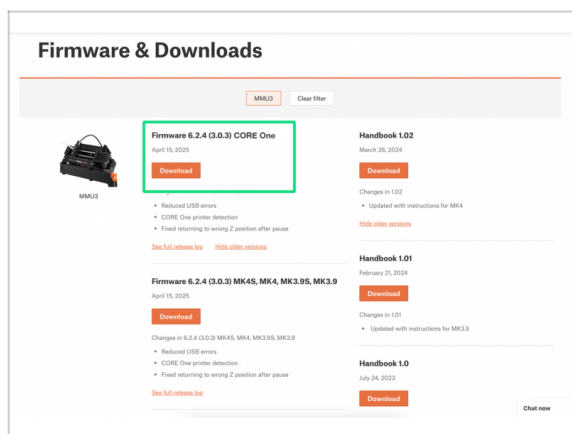 Firmware & Downloads
MMU3
Clear filter
MMU3
Firmware 6.2.4 (3.0.3) CORE One
April 15, 2025
Download
Reduced USB errors
CORE One printer detection
Fixed returning to wrong Z position after pause
See full release log
Hide older versions
Firmware 6.2.4 (3.0.3) MK4S, MK4, MK3.9S, MK3.9
April 15, 2025
Download
Changes in 6.2.4 (3.0.3) MK4S, MK4, MK3.9S, MK3.9
Reduced USB errors
CORE One printer detection
Fixed returning to wrong Z position after pause
See full release log
Handbook 1.02
March 26, 2024
Download
Changes in 1.02
Updated with instructions for MK4
Hide older versions
Handbook 1.01
February 21, 2024
Download
Changes in 1.01
Updated with instructions for MK3.5
Handbook 1.0
July 24, 2023
Download
Chat now